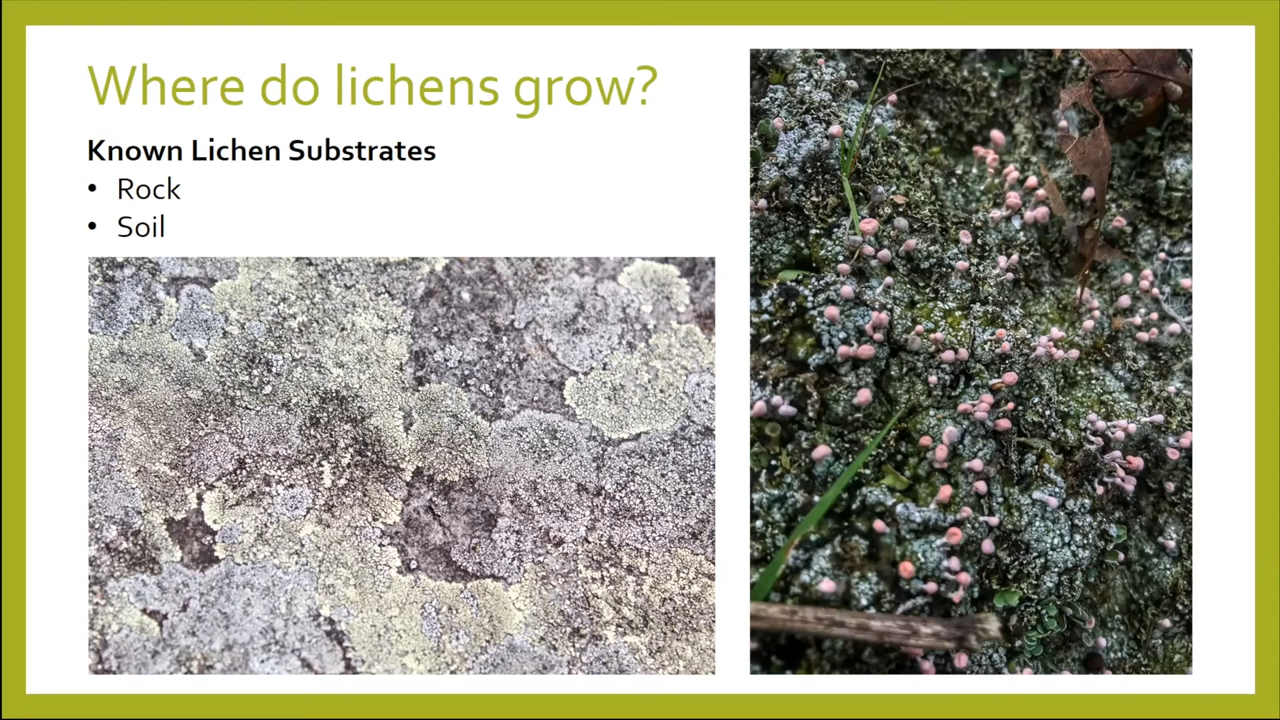 Where do lichens grow?
Known Lichen Substrates
• Rock
• Soil